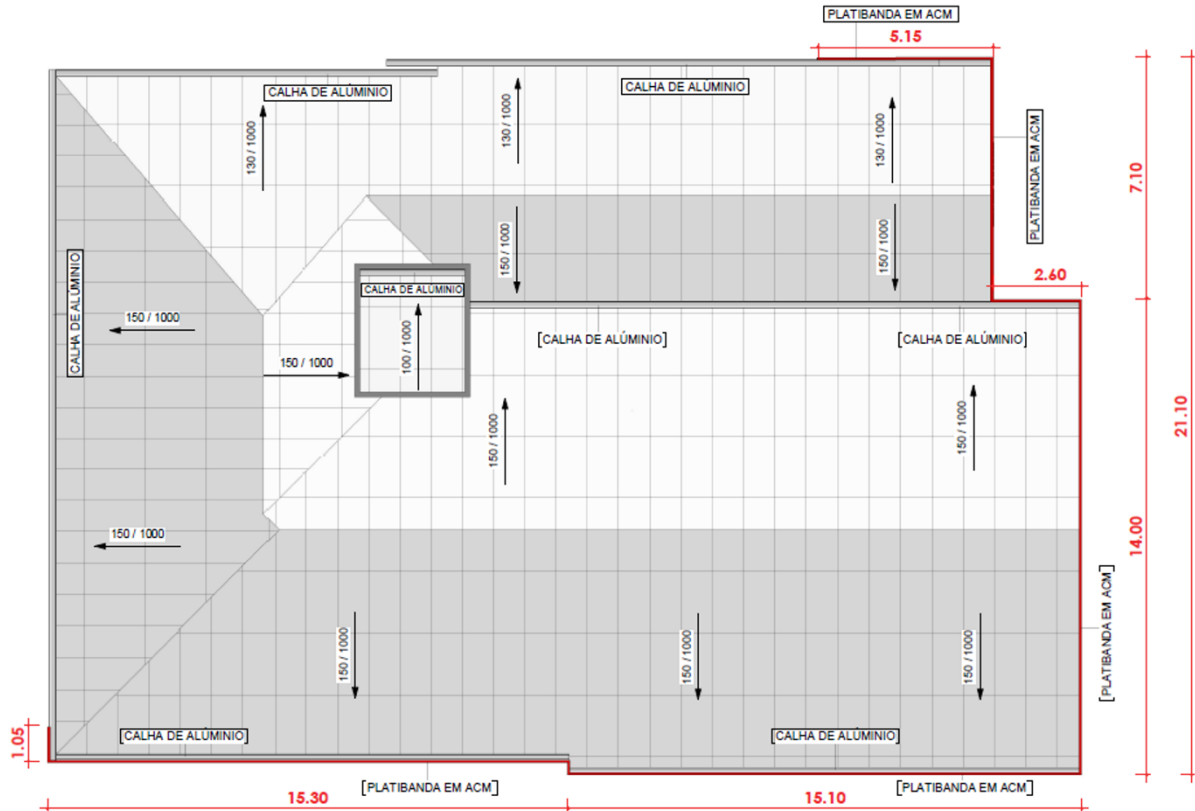 PLATIBANDA EM ACM
5.15
CALHA DE ALÚMINIO
CALHA DE ALÚMINIO
130 / 1000
130 / 1000
130 / 1000
PLATIBANDA EM ACM
7.10
150 / 1000
150 / 1000
2.60
CALHA DE ALÚMINIO
CALHA DE ALÚMINIO
150 / 1000
100 / 1000
[CALHA DE ALÚMINIO]
[CALHA DE ALÚMINIO]
150 / 1000
150 / 1000
150 / 1000
21.10
150 / 1000
14.00
[PLATIBANDA EM ACM]
150 / 1000
150 / 1000
150 / 1000
1.05
[CALHA DE ALÚMINIO]
[CALHA DE ALÚMINIO]
[PLATIBANDA EM ACM]
[PLATIBANDA EM ACM]
15.30
15.10